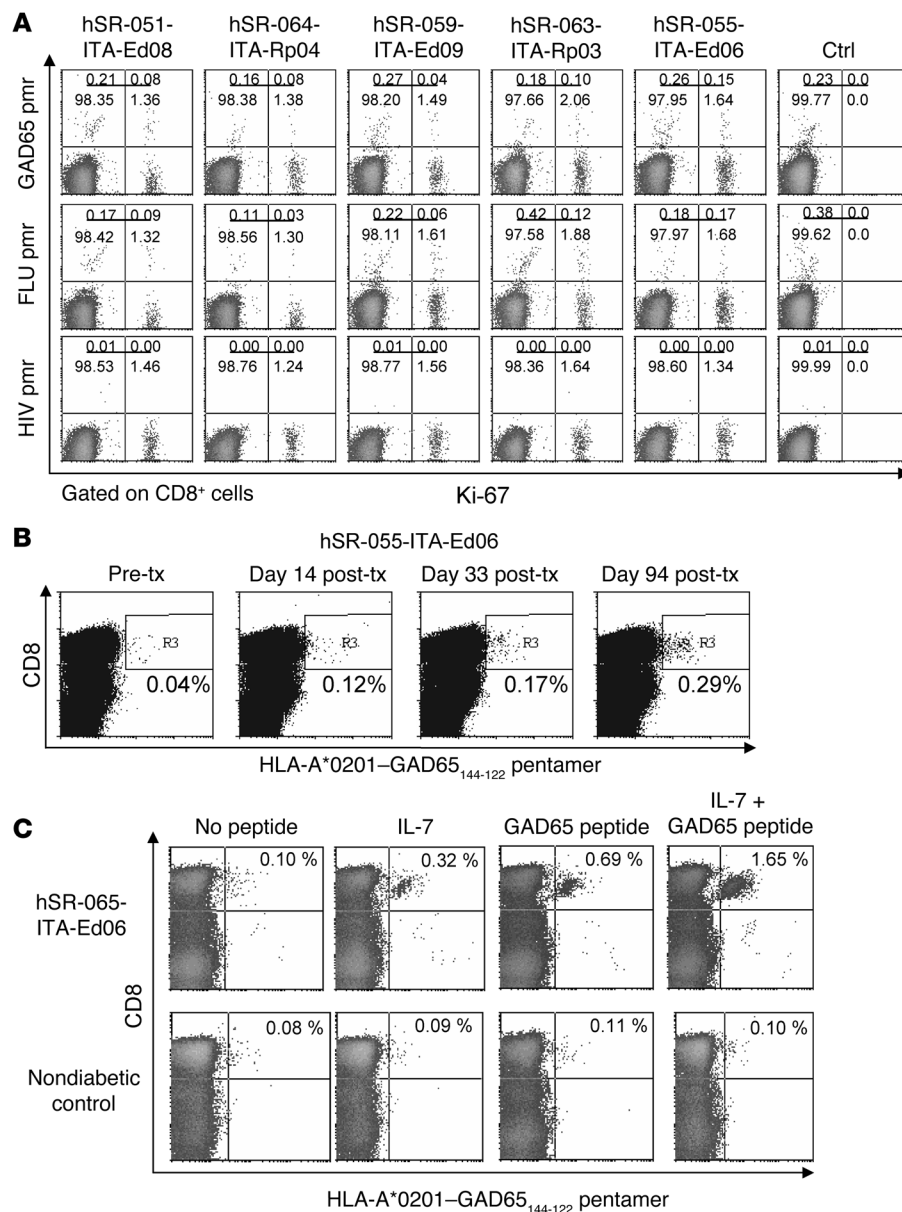 A
hSR-051- hSR-064- hSR-059- hSR-063- hSR-055-
ITA-Ed08 ITA-Rp04 ITA-Ed09 ITA-Rp03 ITA-Ed06 Ctrl
GAD65 pmr
0.21 0.08 0.16 0.08 0.27 0.04 0.18 0.10 0.26 0.15 0.23 0.0
98.35 1.36 98.38 1.38 98.20 1.49 97.66 2.06 97.95 1.64 99.77 0.0
FLU pmr
0.17 0.09 0.11 0.03 0.22 0.06 0.42 0.12 0.18 0.17 0.38 0.0
98.42 1.32 98.56 1.30 98.11 1.61 97.58 1.88 97.97 1.68 99.62 0.0
HIV pmr
0.01 0.00 0.00 0.00 0.01 0.00 0.00 0.00 0.00 0.00 0.01 0.0
98.53 1.46 98.76 1.24 98.77 1.56 98.36 1.64 98.60 1.34 99.99 0.0
Gated on CD8⁺ cells Ki-67
B
hSR-055-ITA-Ed06
Pre-tx Day 14 post-tx Day 33 post-tx Day 94 post-tx
CD8
R3 R3 R3 R3
0.04% 0.12% 0.17% 0.29%
HLA-A*0201–GAD65₁₄₄₋₁₂₂ pentamer
C
No peptide IL-7 GAD65 peptide IL-7 +
GAD65 peptide
CD8
hSR-065-
ITA-Ed06
0.10 % 0.32 % 0.69 % 1.65 %
Nondiabetic
control
0.08 % 0.09 % 0.11 % 0.10 %
HLA-A*0201–GAD65₁₄₄₋₁₂₂ pentamer